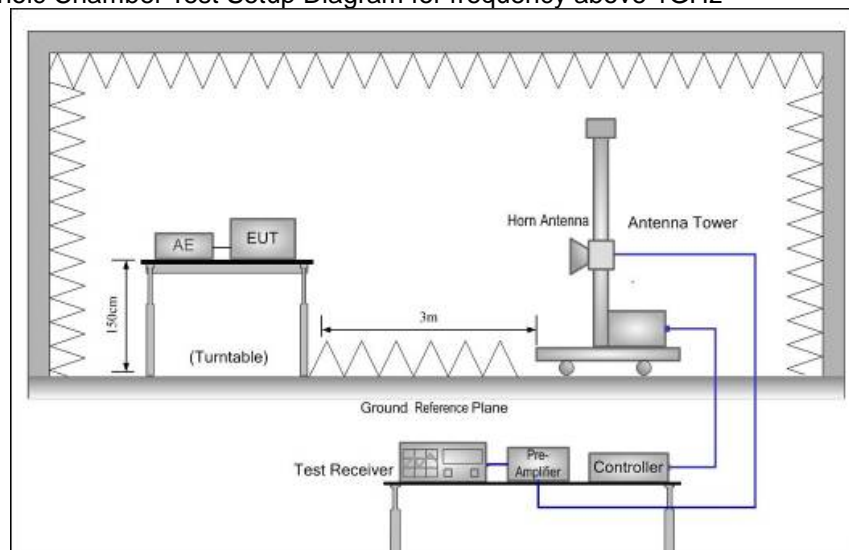 Chamber Test Setup Diagram for frequency above 1GHz
Horn Antenna
Antenna Tower
AE
EUT
150cm
3m
(Turntable)
Ground Reference Plane
Test Receiver
Pre-
Amplifier
Controller